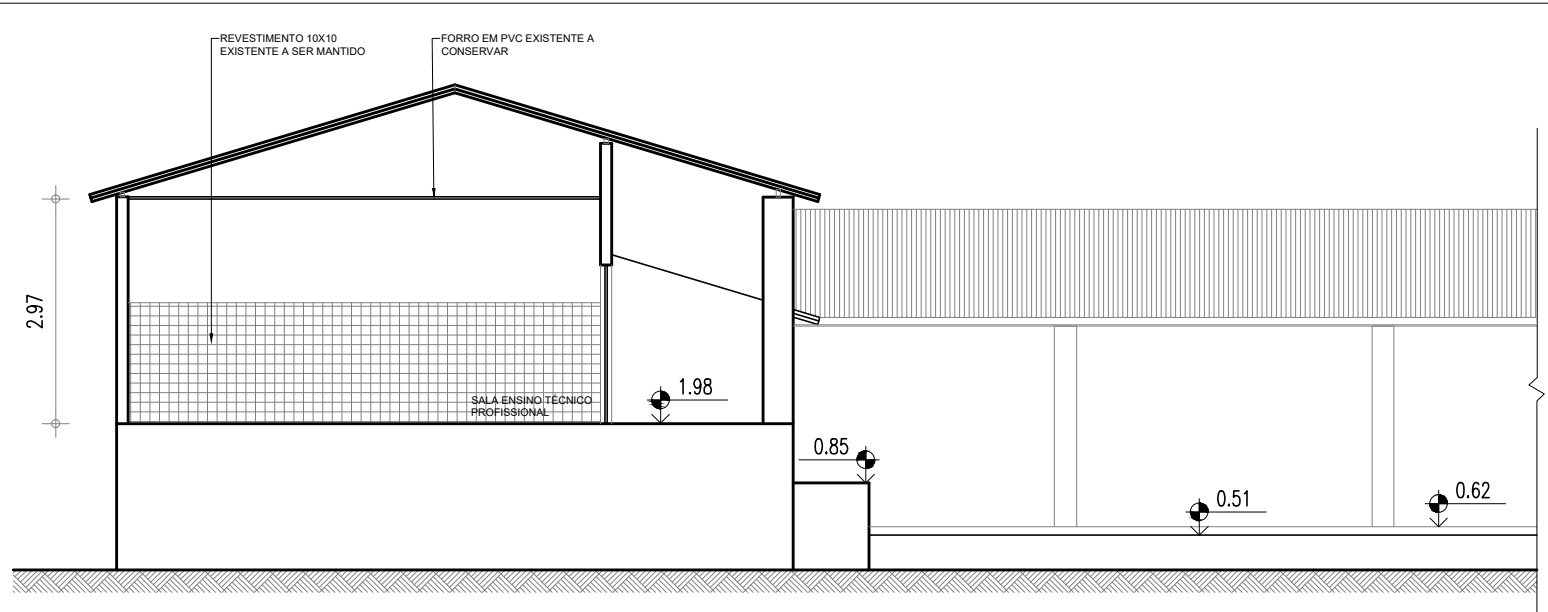 REVESTIMENTO 10X10
EXISTENTE A SER MANTIDO
FORRO EM PVC EXISTENTE A
CONSERVAR
2.97
SALA ENSINO TÉCNICO
PROFISSIONAL
1.98
0.85
0.51
0.62